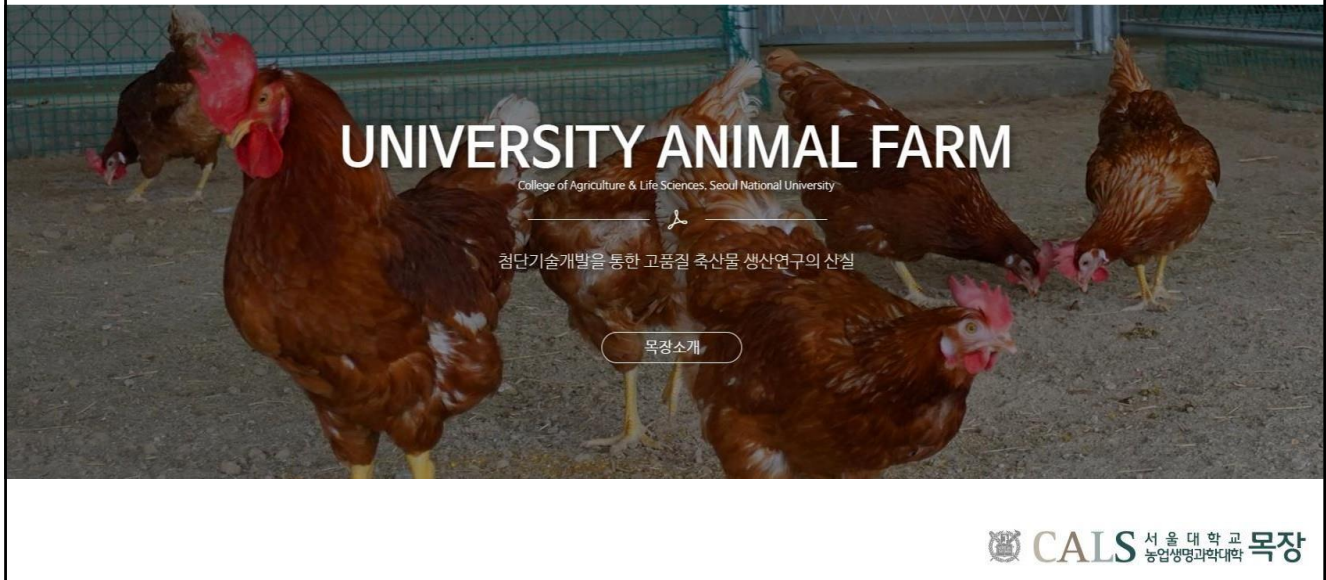 UNIVERSITY ANIMAL FARM
College of Agriculture & Life Sciences, Seoul National University
첨단기술개발을 통한 고품질 축산물 생산연구의 산실
목장소개
CALS 서울대학교 농업생명과학대학 목장